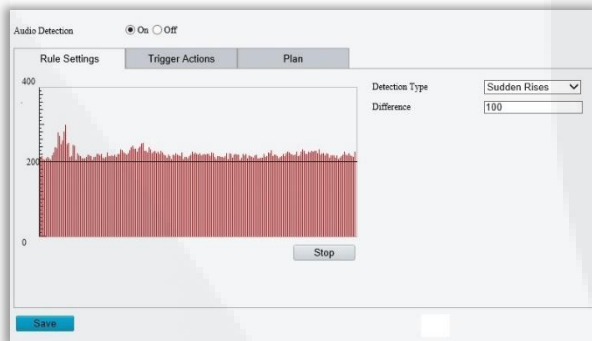 Audio Detection On Off
Rule Settings Trigger Actions Plan
400
Detection Type Sudden Rises
Difference 100
200
0
Stop
Save